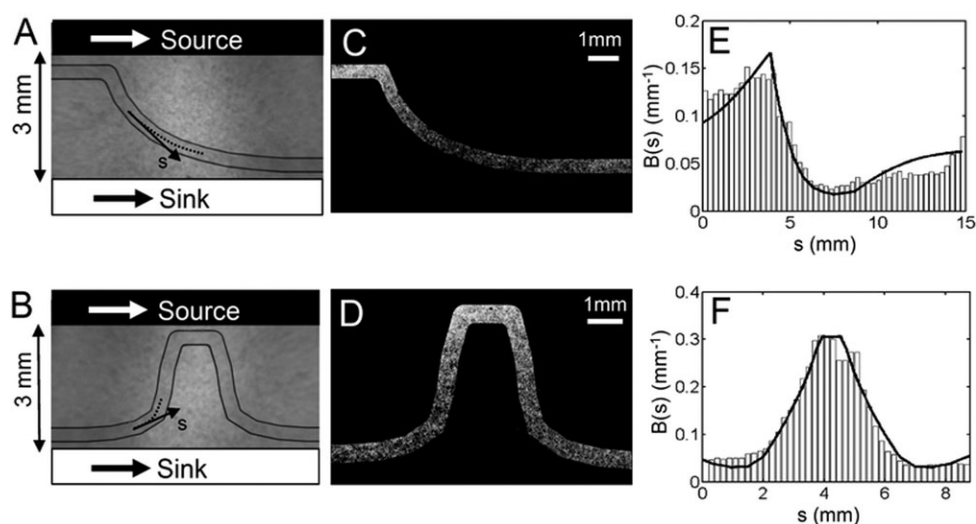 A
Source
3 mm
s
Sink
C
1mm
E
B(s) (mm-1)
0.2
0.15
0.1
0.05
0
0
5
10
15
s (mm)
B
Source
3 mm
s
Sink
D
1mm
F
B(s) (mm-1)
0.4
0.3
0.2
0.1
0
0
2
4
6
8
s (mm)